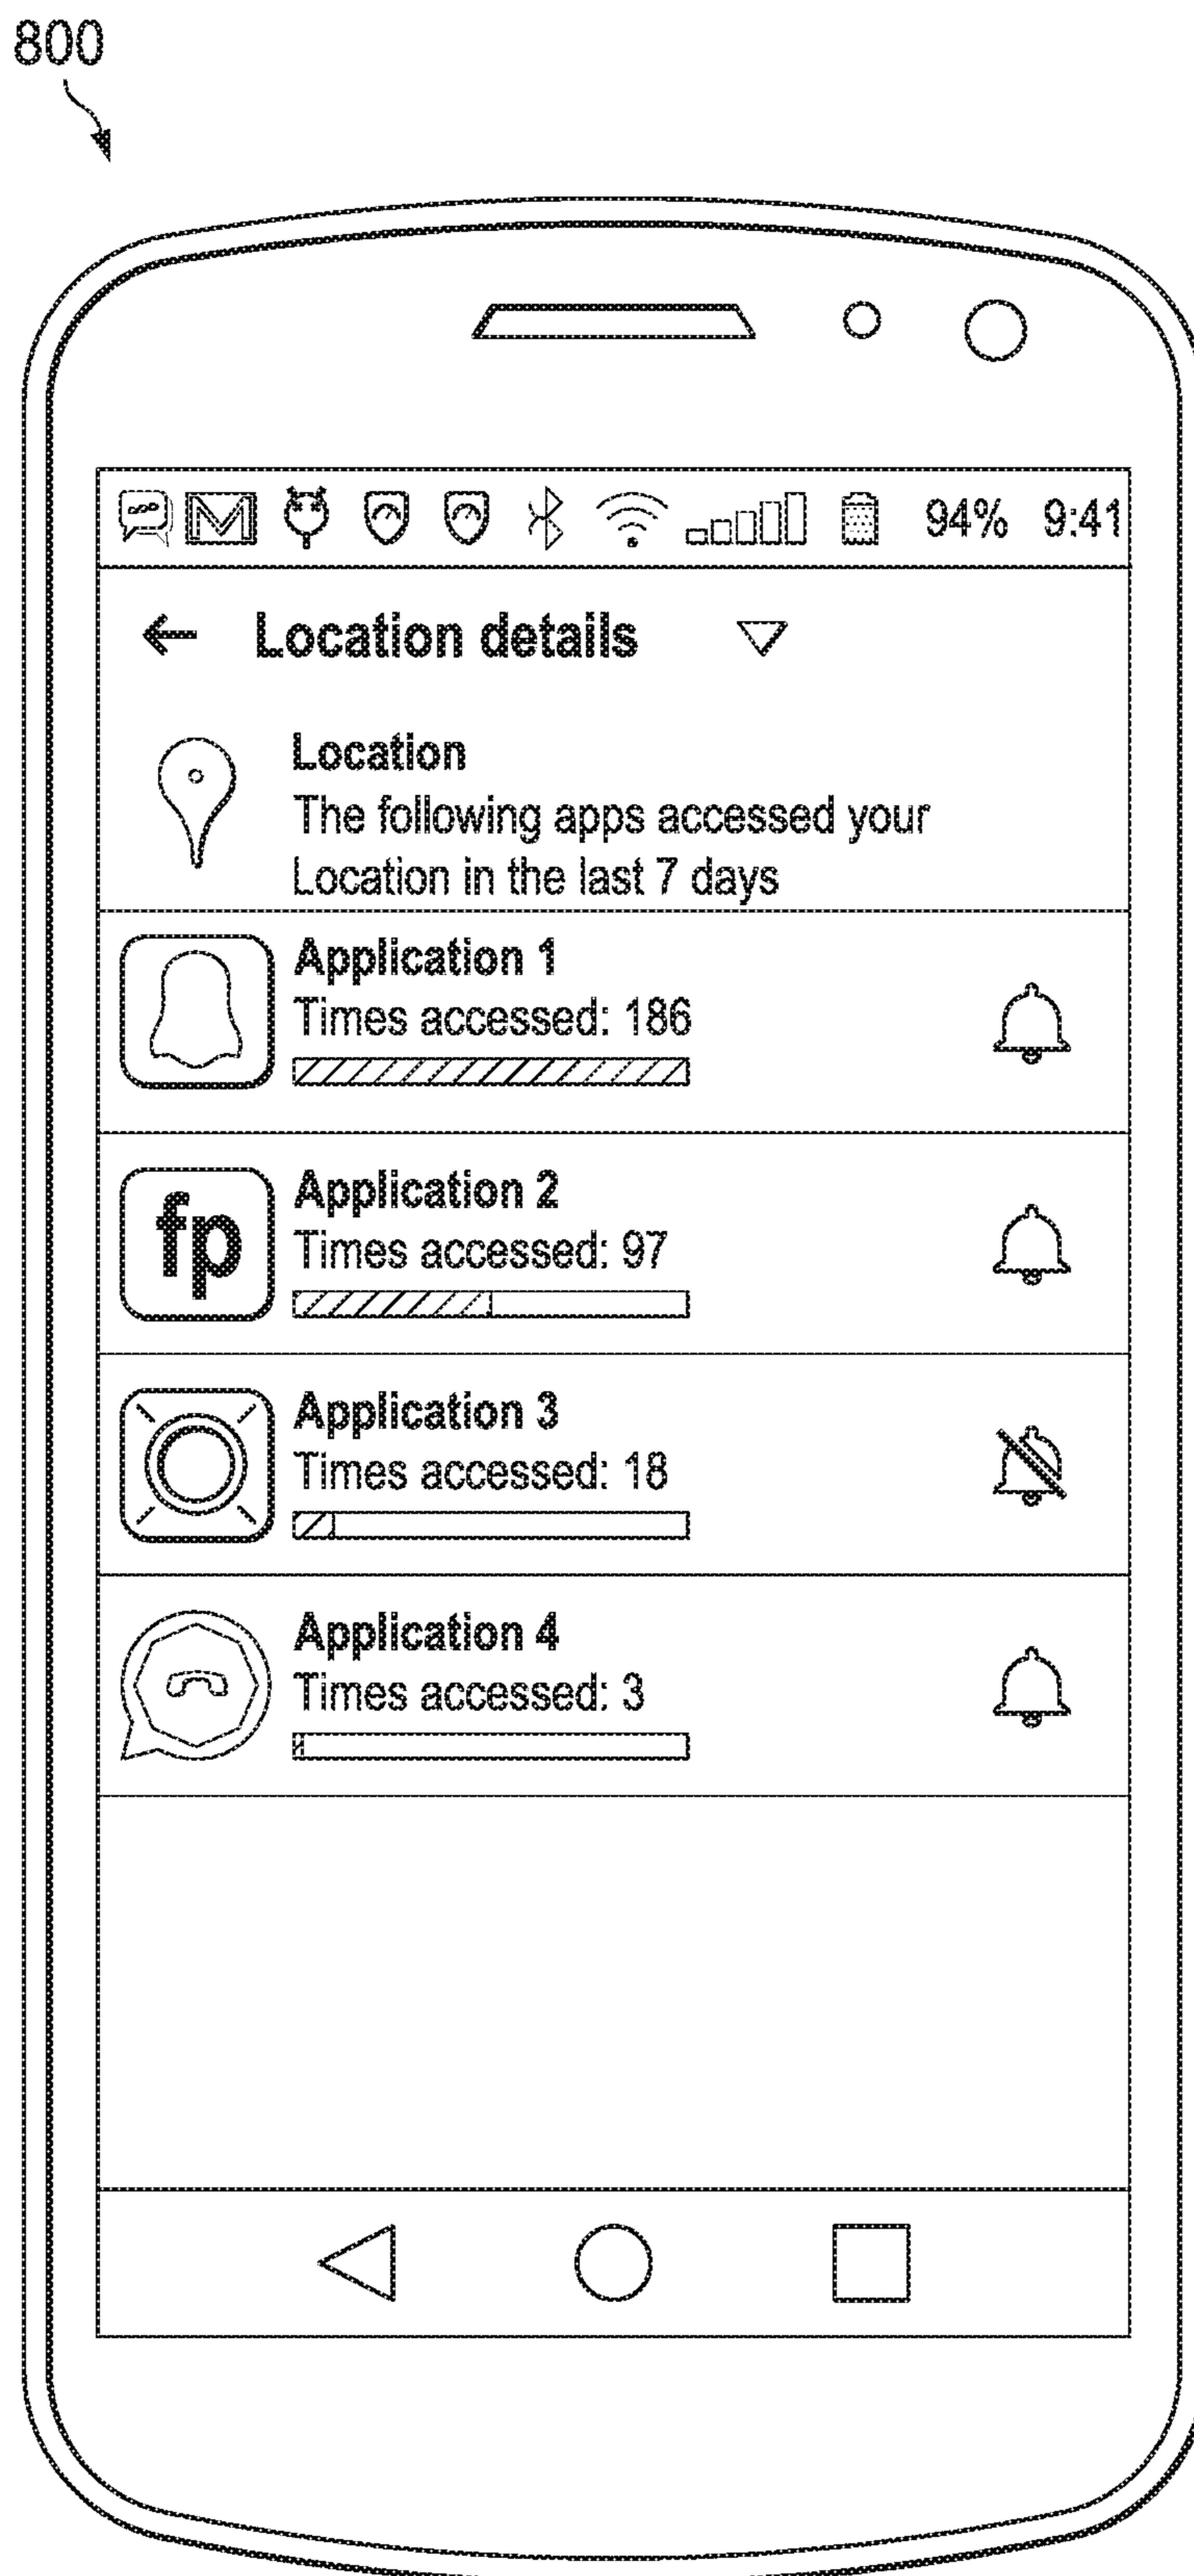 800
94% 9:41
Location details
Location
The following apps accessed your
Location in the last 7 days
Application 1
Times accessed: 186
fp
Application 2
Times accessed: 97
Application 3
Times accessed: 18
Application 4
Times accessed: 3